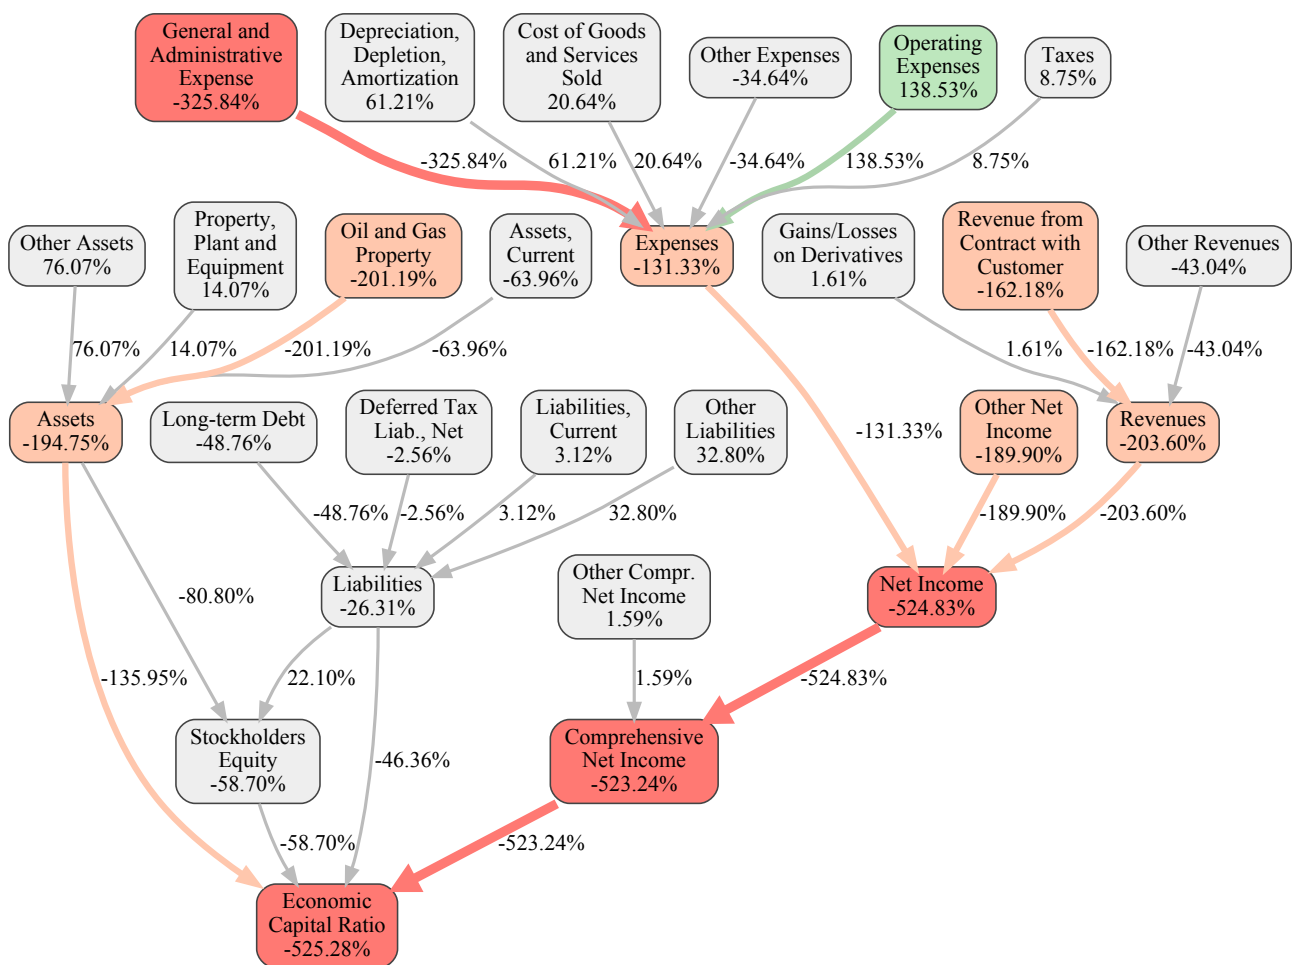 General and
Administrative
Expense
-325.84%
Depreciation,
Depletion,
Amortization
61.21%
Cost of Goods
and Services
Sold
20.64%
Other Expenses
-34.64%
Operating
Expenses
138.53%
Taxes
8.75%
-325.84%
61.21%
20.64%
-34.64%
138.53%
8.75%
Other Assets
76.07%
Property,
Plant and
Equipment
14.07%
Oil and Gas
Property
-201.19%
Assets,
Current
-63.96%
Expenses
-131.33%
Gains/Losses
on Derivatives
1.61%
Revenue from
Contract with
Customer
-162.18%
Other Revenues
-43.04%
76.07%
14.07%
-201.19%
-63.96%
1.61%
-162.18%
-43.04%
Assets
-194.75%
Long-term Debt
-48.76%
Deferred Tax
Liab., Net
-2.56%
Liabilities,
Current
3.12%
Other
Liabilities
32.80%
-131.33%
Other Net
Income
-189.90%
Revenues
-203.60%
-48.76%
-2.56%
3.12%
32.80%
-189.90%
-203.60%
-80.80%
Liabilities
-26.31%
Other Compr.
Net Income
1.59%
Net Income
-524.83%
-135.95%
22.10%
1.59%
-524.83%
Stockholders
Equity
-58.70%
-46.36%
Comprehensive
Net Income
-523.24%
-58.70%
-523.24%
Economic
Capital Ratio
-525.28%